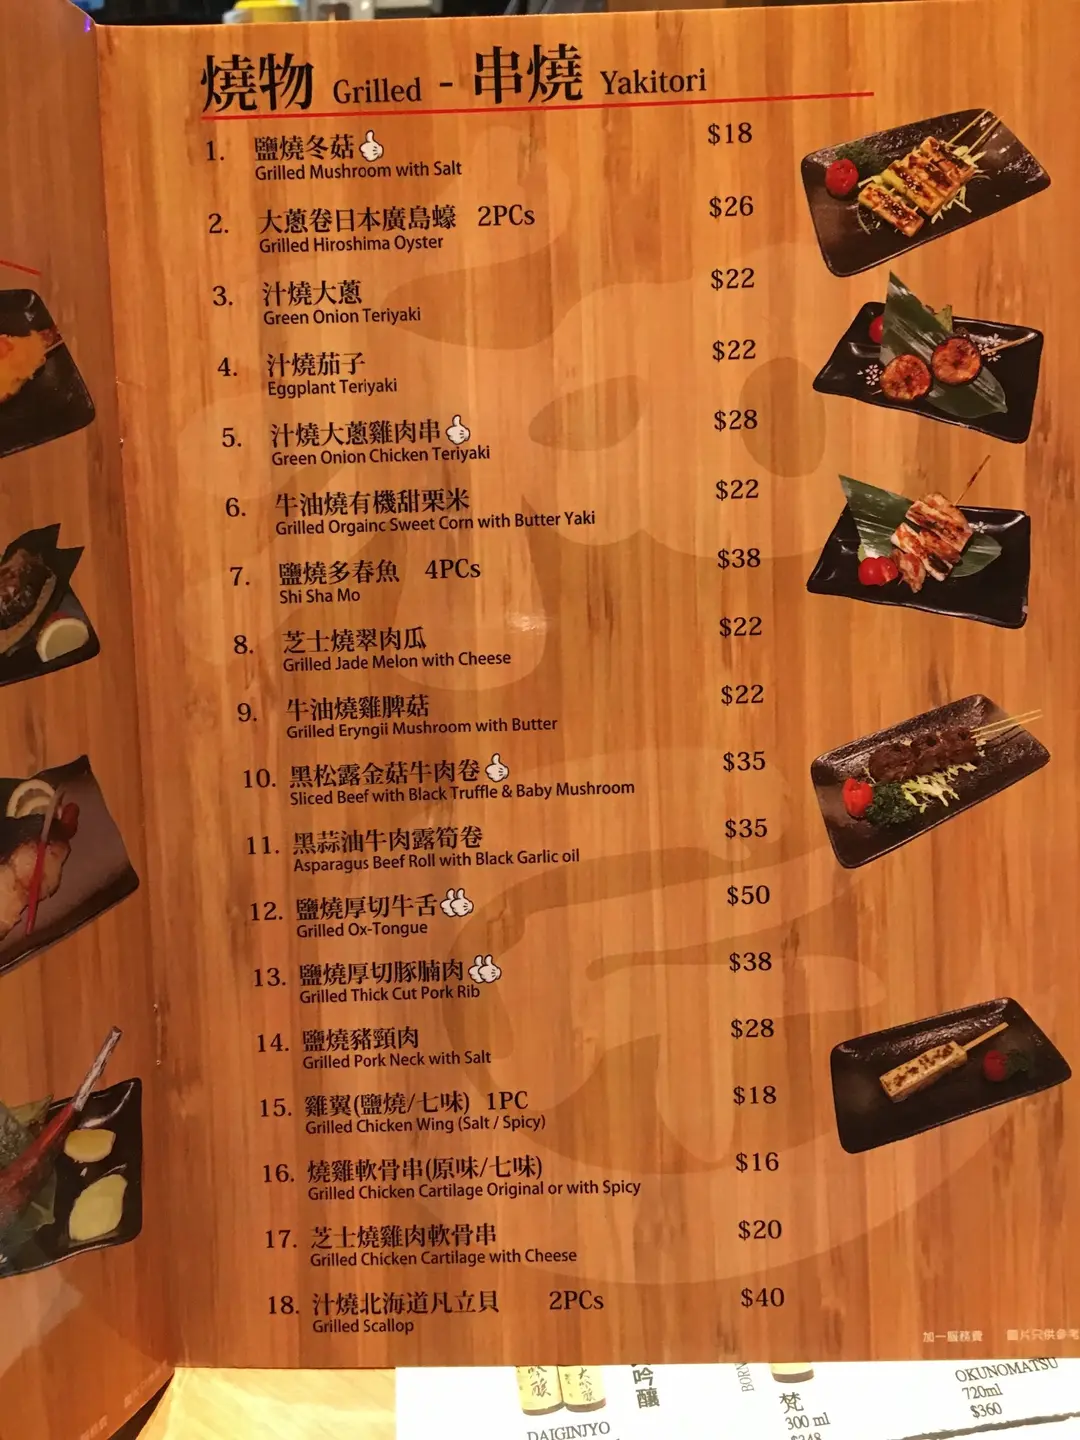 燒物 Grilled - 串燒 Yakitori
1. 鹽燒冬菇 $18
Grilled Mushroom with Salt
2. 大蔥卷日本廣島蠔 2PCs $26
Grilled Hiroshima Oyster
3. 汁燒大蔥 $22
Green Onion Teriyaki
4. 汁燒茄子 $22
Eggplant Teriyaki
5. 汁燒大蔥雞肉串 $28
Green Onion Chicken Teriyaki
6. 牛油燒有機甜栗米 $22
Grilled Orgainc Sweet Corn with Butter Yaki
7. 鹽燒多春魚 4PCs $38
Shi Sha Mo
8. 芝士燒翠肉瓜 $22
Grilled Jade Melon with Cheese
9. 牛油燒雞脾菇 $22
Grilled Eryngii Mushroom with Butter
10. 黑松露金菇牛肉卷 $35
Sliced Beef with Black Truffle & Baby Mushroom
11. 黑蒜油牛肉露筍卷 $35
Asparagus Beef Roll with Black Garlic oil
12. 鹽燒厚切牛舌 $50
Grilled Ox-Tongue
13. 鹽燒厚切豚腩肉 $38
Grilled Thick Cut Pork Rib
14. 鹽燒豬頸肉 $28
Grilled Pork Neck with Salt
15. 雞翼(鹽燒/七味) 1PC $18
Grilled Chicken Wing (Salt / Spicy)
16. 燒雞軟骨串(原味/七味) $16
Grilled Chicken Cartilage Original or with Spicy
17. 芝士燒雞肉軟骨串 $20
Grilled Chicken Cartilage with Cheese
18. 汁燒北海道凡立貝 2PCs $40
Grilled Scallop
加一服務費 圖片只供參考
吟釀
DAIGINJYO
梵
300 ml
OKUNOMATSU
720ml
$360